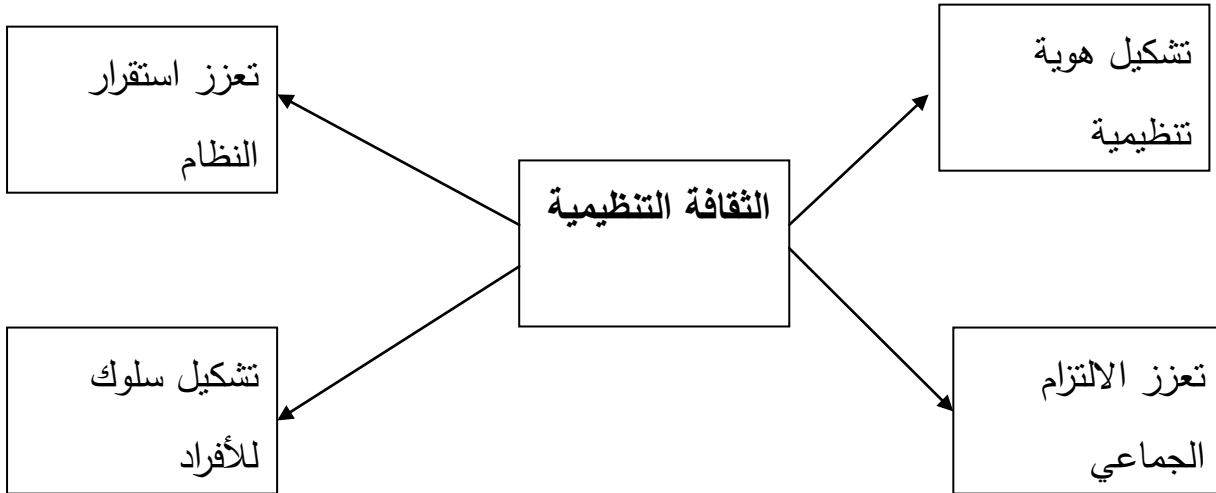 تشكيل هوية
تنظيمية
تعزز استقرار
النظام
الثقافة التنظيمية
تعزز الالتزام
الجماعي
تشكيل سلوك
للأفراد